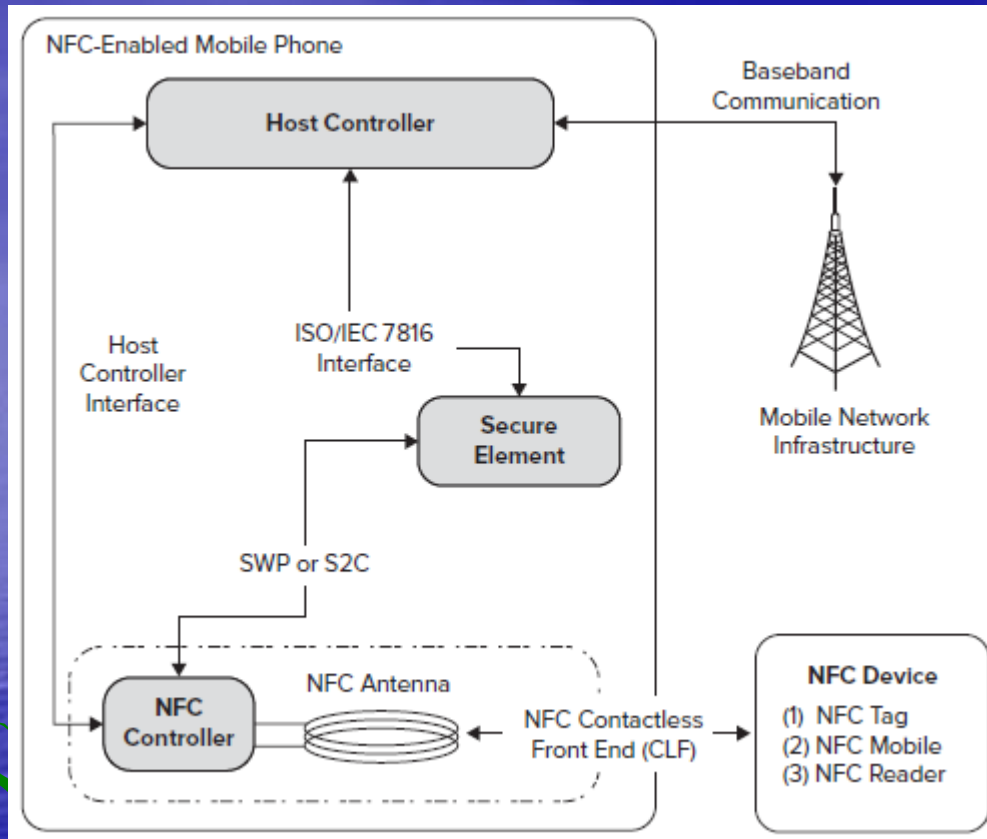 NFC-Enabled Mobile Phone
Host Controller
Baseband
Communication
Host
Controller
Interface
ISO/IEC 7816
Interface
Secure
Element
Mobile Network
Infrastructure
SWP or S2C
NFC
Controller
NFC Antenna
NFC Contactless
Front End (CLF)
NFC Device
(1) NFC Tag
(2) NFC Mobile
(3) NFC Reader